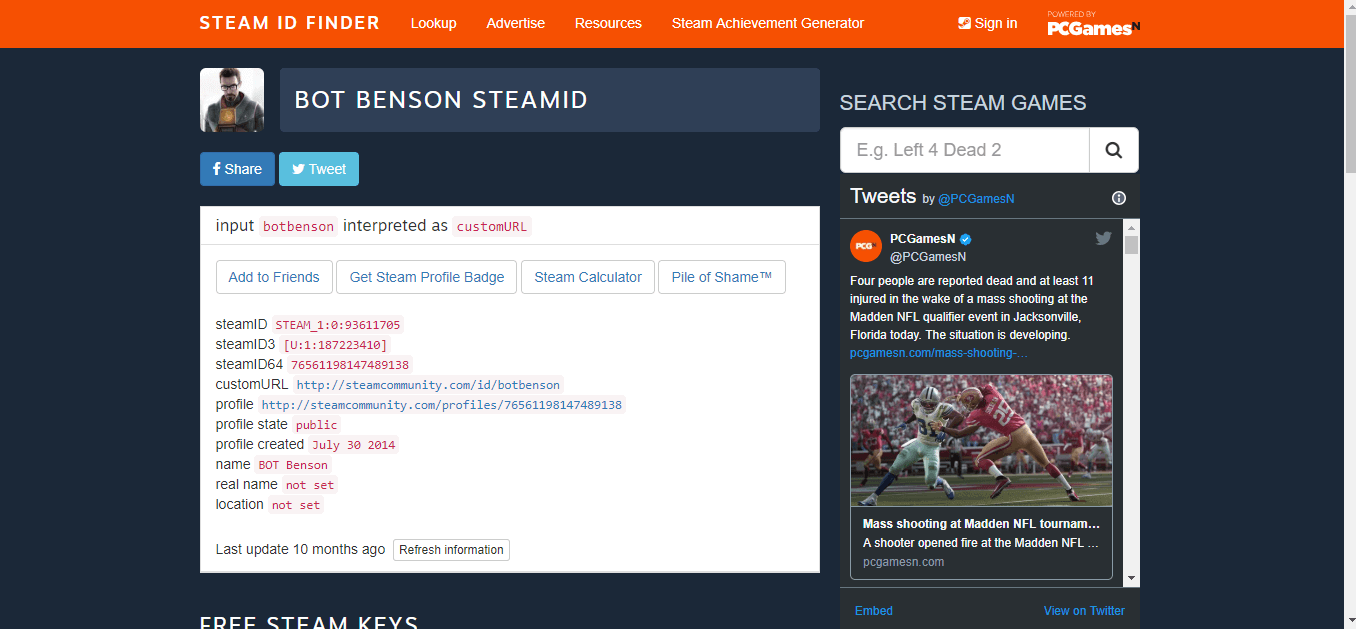 STEAM ID FINDER Lookup Advertise Resources Steam Achievement Generator Sign in POWERED BY PCGamesN
BOT BENSON STEAMID
Share Tweet
input botbenson interpreted as customURL
Add to Friends Get Steam Profile Badge Steam Calculator Pile of Shame™
steamID STEAM_1:0:93611705
steamID3 [U:1:187223410]
steamID64 76561198147489138
customURL http://steamcommunity.com/id/botbenson
profile http://steamcommunity.com/profiles/76561198147489138
profile state public
profile created July 30 2014
name BOT Benson
real name not set
location not set
Last update 10 months ago Refresh information
FREE STEAM KEYS
SEARCH STEAM GAMES
E.g. Left 4 Dead 2
Tweets by @PCGamesN
PCGN PCGamesN
@PCGamesN
Four people are reported dead and at least 11
injured in the wake of a mass shooting at the
Madden NFL qualifier event in Jacksonville,
Florida today. The situation is developing.
pcgamesn.com/mass-shooting-…
Mass shooting at Madden NFL tournam...
A shooter opened fire at the Madden NFL ...
pcgamesn.com
Embed View on Twitter